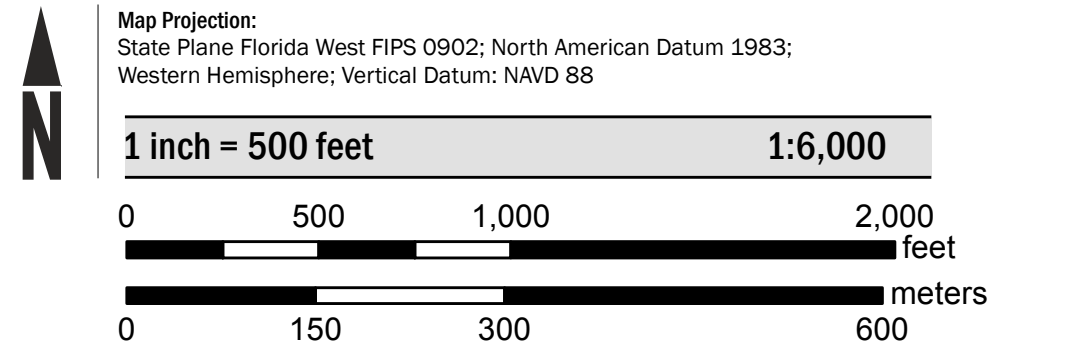 N
Map Projection:
State Plane Florida West FIPS 0902; North American Datum 1983;
Western Hemisphere; Vertical Datum: NAVD 88
1 inch = 500 feet 1:6,000
0 500 1,000 2,000
feet
meters
0 150 300 600